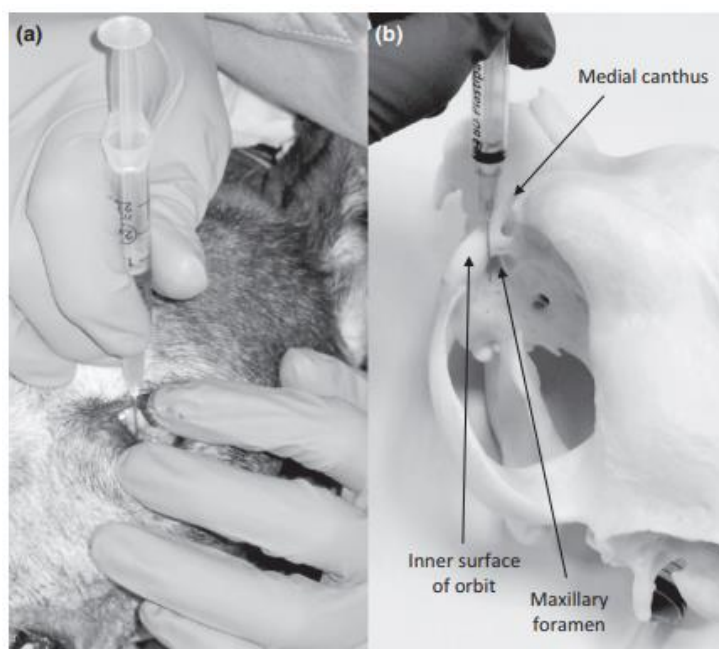 (a)
(b)
Medial canthus
Inner surface
of orbit
Maxillary
foramen